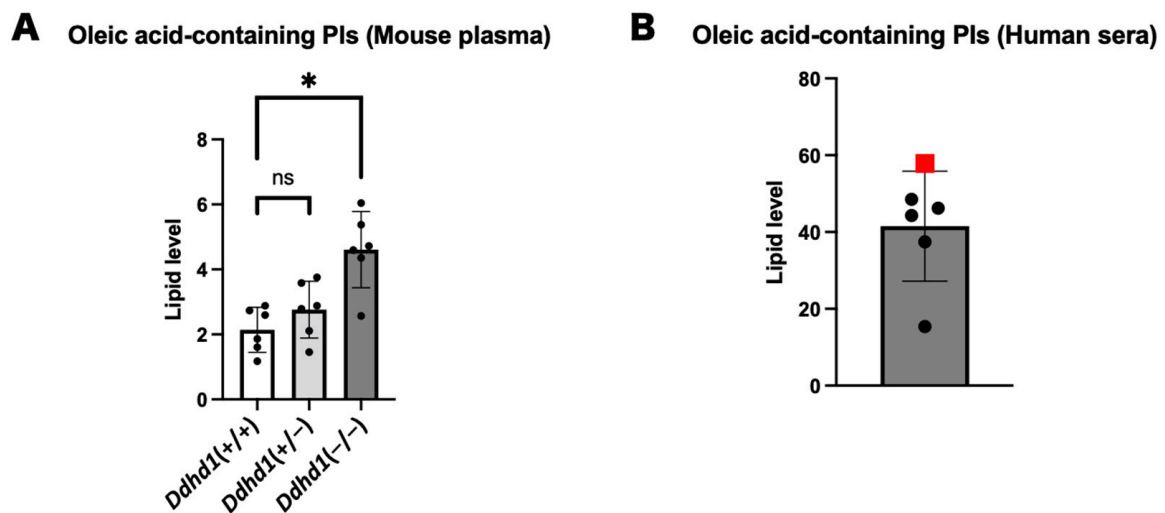 A Oleic acid-containing PIs (Mouse plasma)
*
ns
Lipid level
8
6
4
2
0
Ddhd1(+/+)
Ddhd1(+/−)
Ddhd1(−/−)
B Oleic acid-containing PIs (Human sera)
Lipid level
80
60
40
20
0